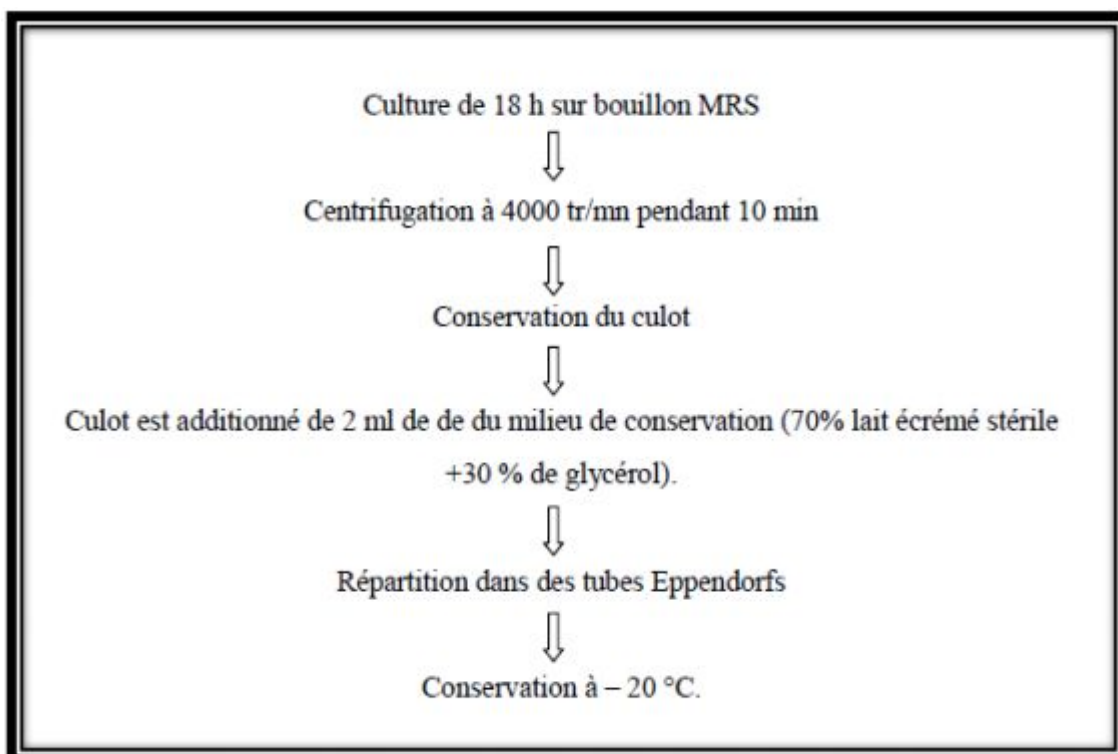 Culture de 18 h sur bouillon MRS
Centrifugation à 4000 tr/mn pendant 10 min
Conservation du culot
Culot est additionné de 2 ml de de du milieu de conservation (70% lait écrémé stérile
+30 % de glycérol).
Répartition dans des tubes Eppendorfs
Conservation à – 20 °C.